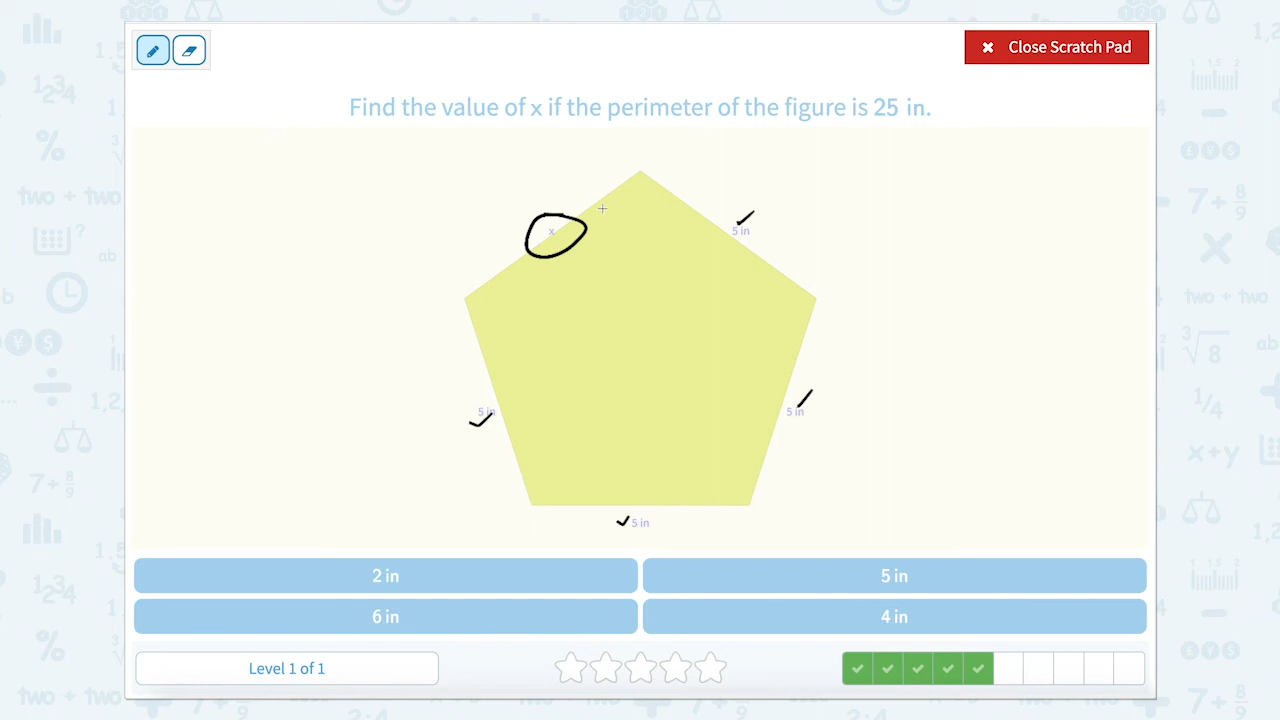 Close Scratch Pad
Find the value of x if the perimeter of the figure is 25 in.
x
5 in
5 in
5 in
5 in
2 in
5 in
6 in
4 in
Level 1 of 1